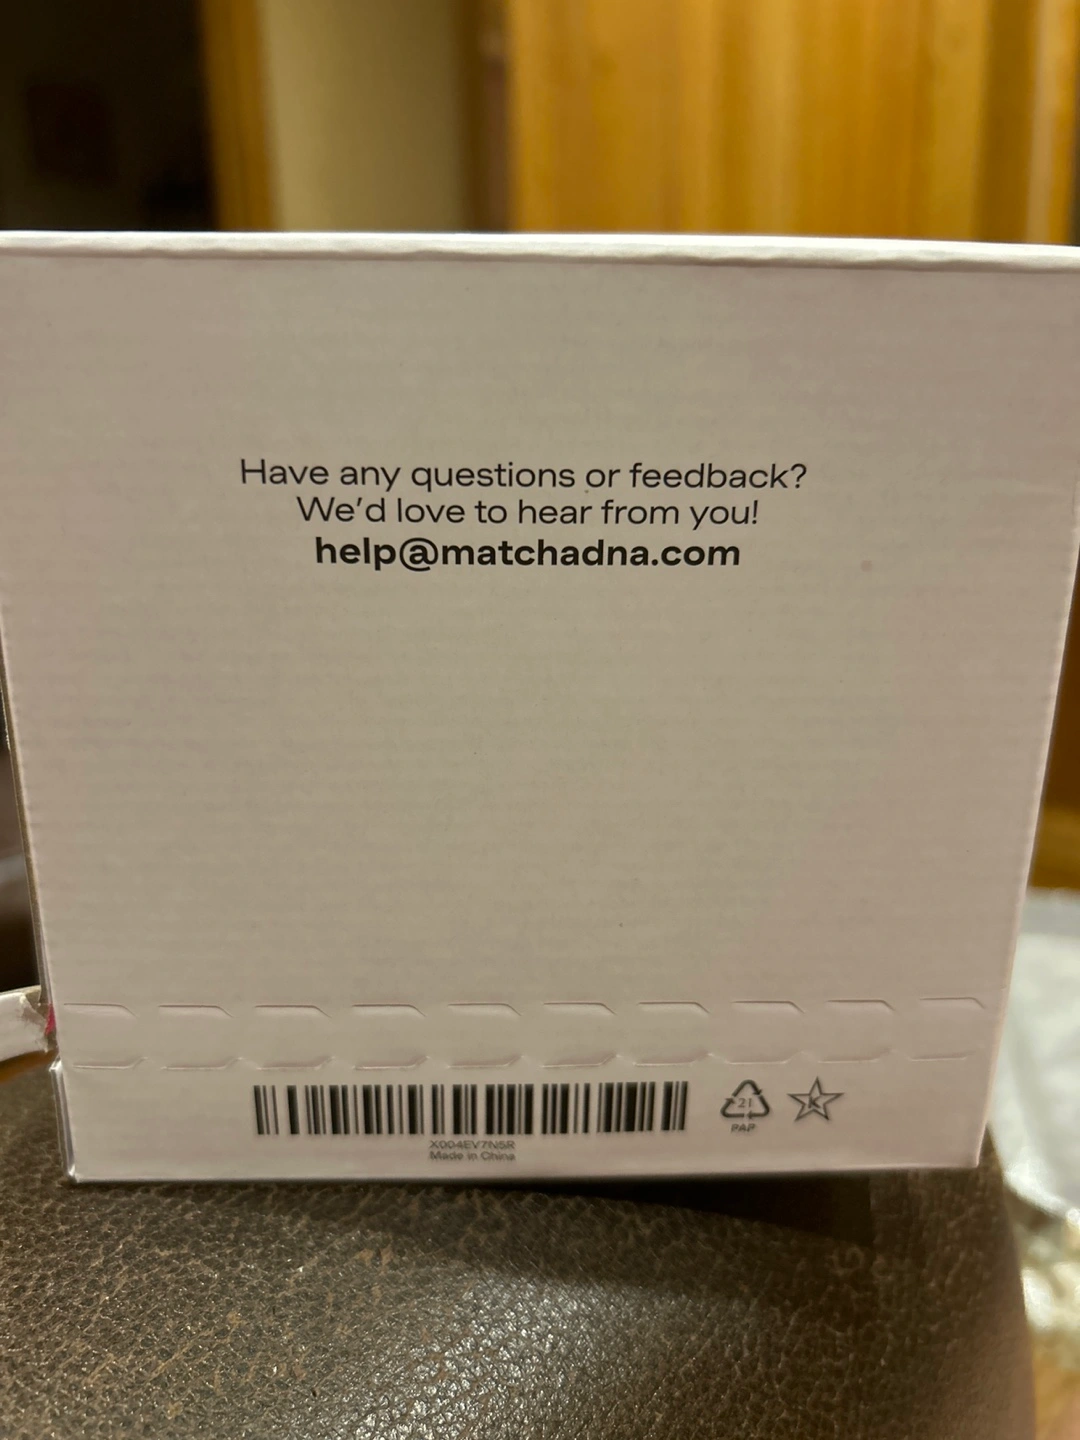 Have any questions or feedback?
We'd love to hear from you!
help@matchadna.com
21
PAP
K
X004EV7N5R
Made in China